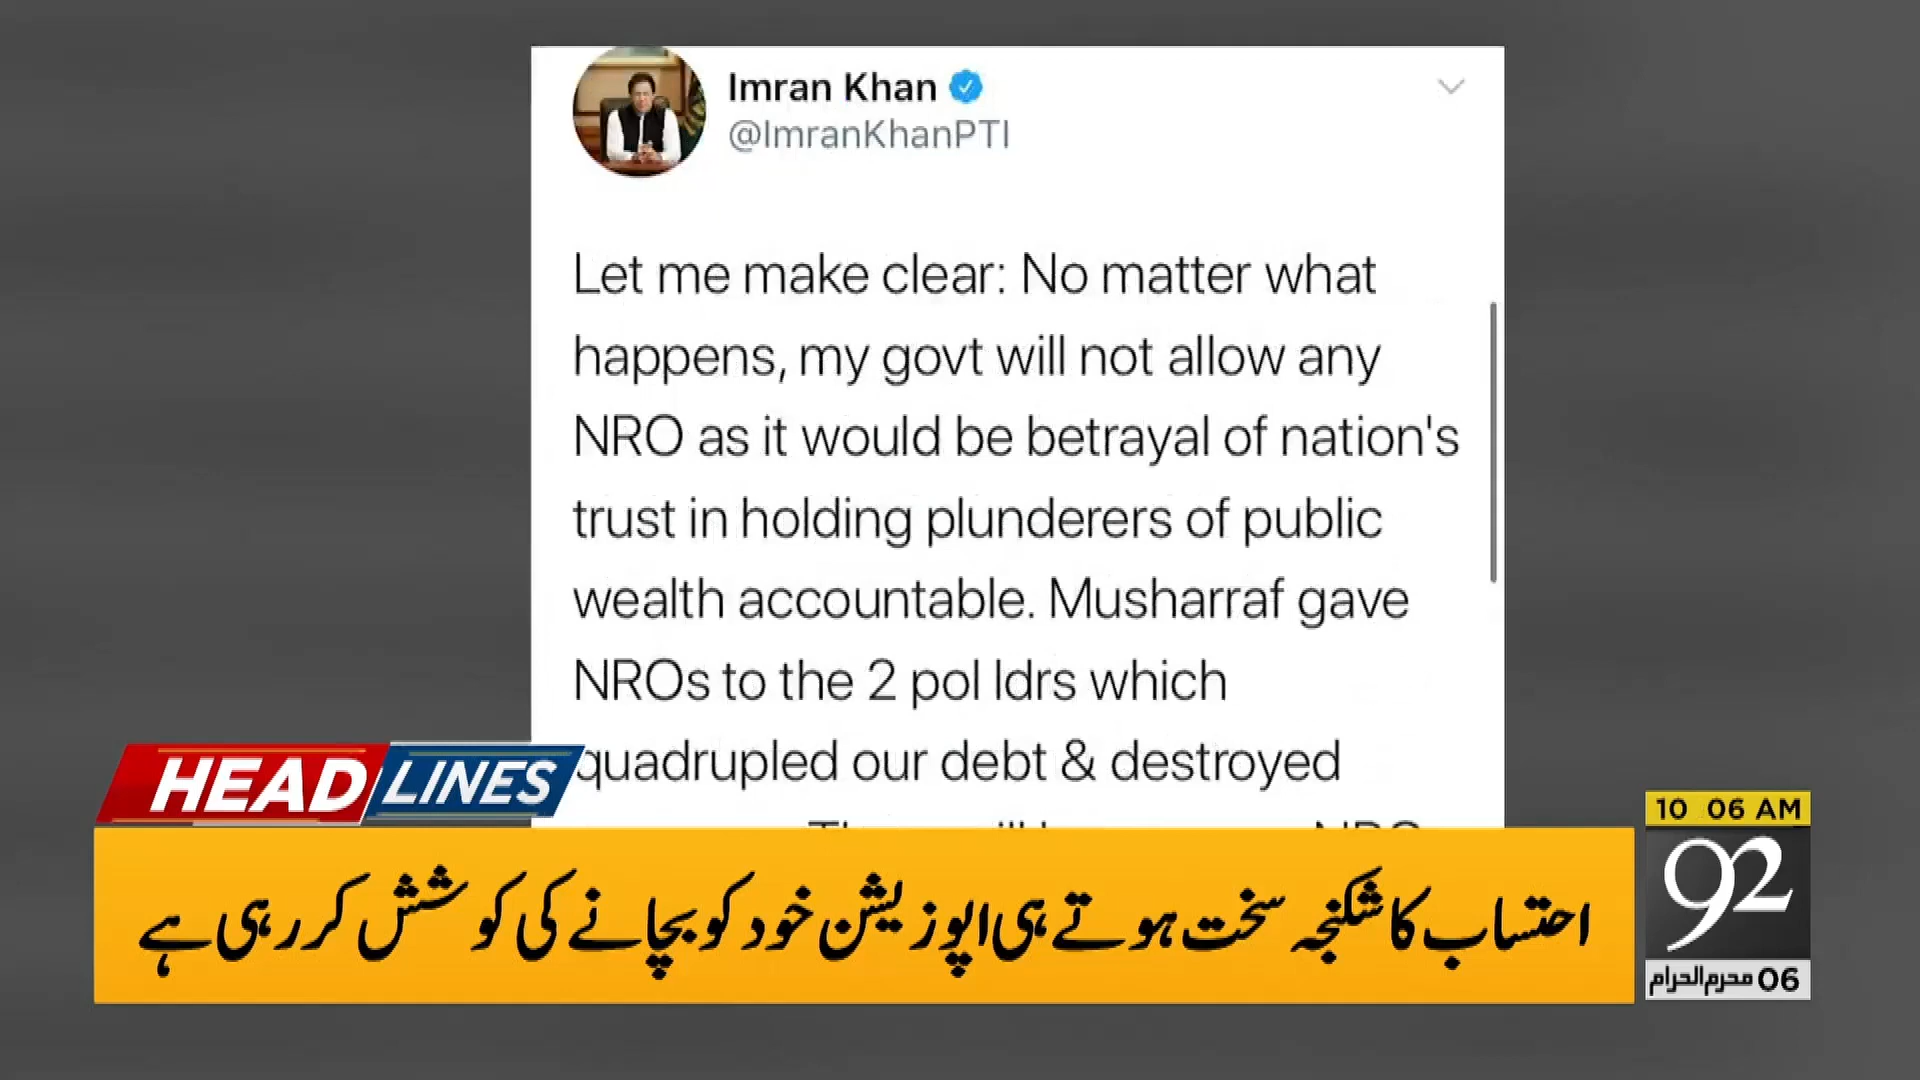 Imran Khan
@ImranKhanPTI
Let me make clear: No matter what
happens, my govt will not allow any
NRO as it would be betrayal of nation's
trust in holding plunderers of public
wealth accountable. Musharraf gave
NROs to the 2 pol ldrs which
quadrupled our debt & destroyed
HEADLINES
احتساب کا شکنجہ سخت ہوتے ہی اپوزیشن خود کو بچانے کی کوشش کر رہی ہے
10 06 AM
92
06 محرم الحرام